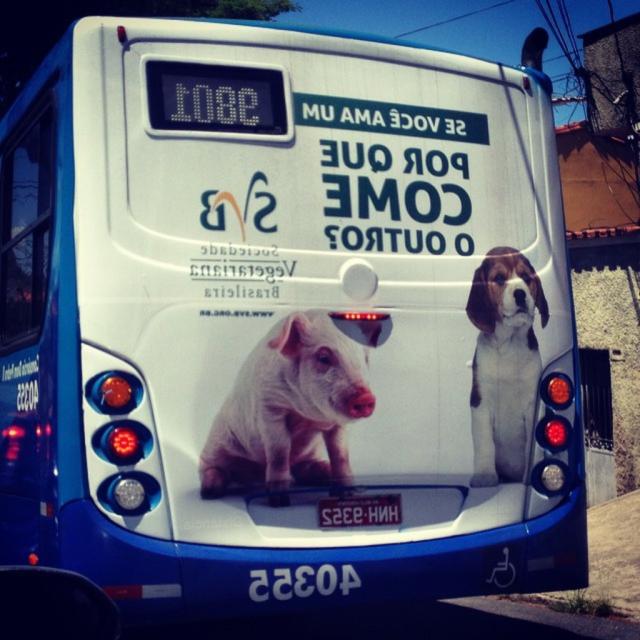 9801
SE VOCÊ AMA UM
POR QUE
COME
O OUTRO?
SVB
Sociedade
Vegetariana
Brasileira
WWW.SVB.ORG.BR
HNH-9352
40355
40355